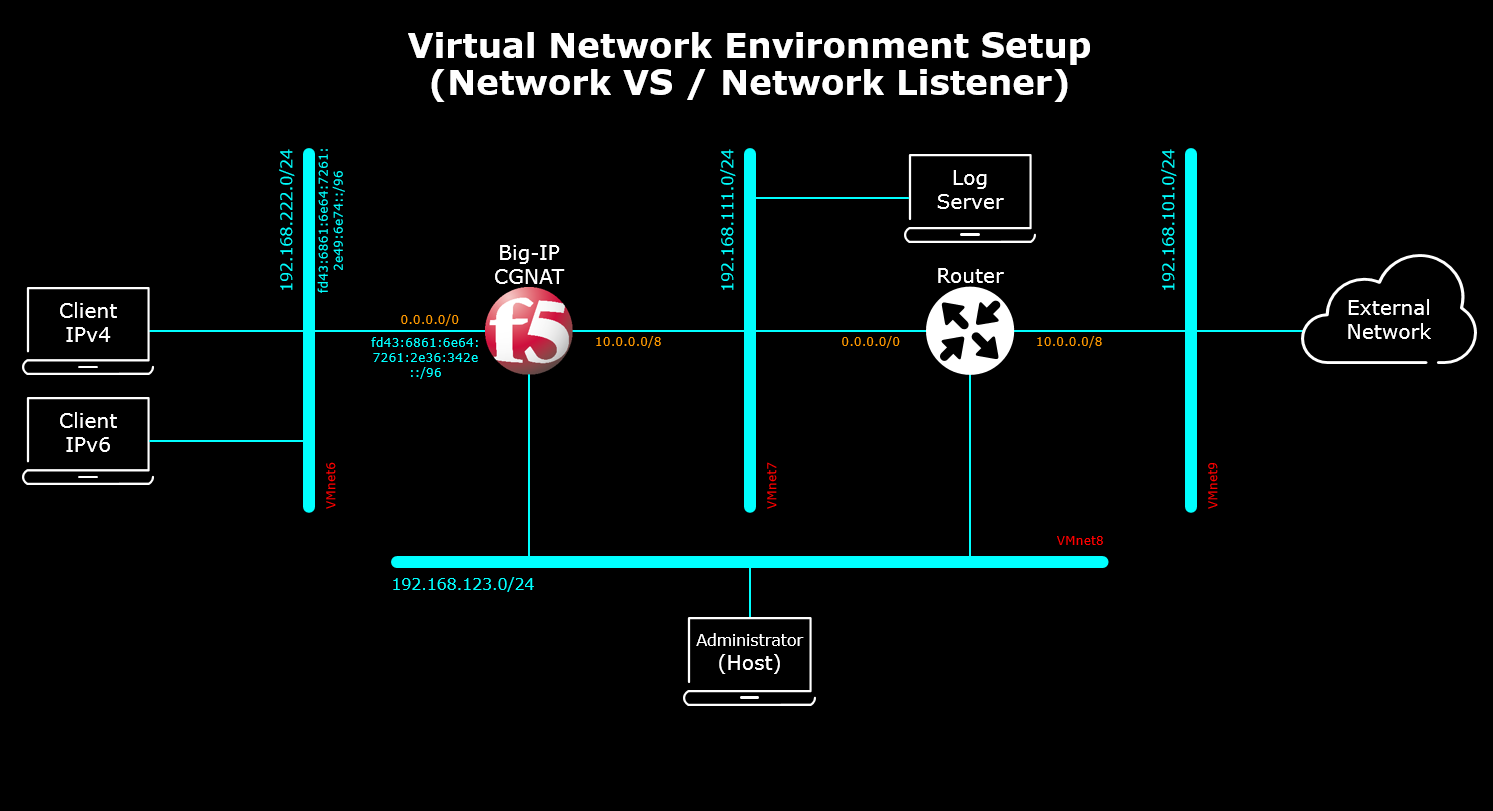 Virtual Network Environment Setup
(Network VS / Network Listener)
192.168.222.0/24
fd43:6861:6e64:7261:
2e49:6e74::/96
192.168.111.0/24
Log
Server
192.168.101.0/24
Big-IP
CGNAT
f5
Router
Client
IPv4
0.0.0.0/0
fd43:6861:6e64:
7261:2e36:342e
::/96
10.0.0.0/8
0.0.0.0/0
10.0.0.0/8
External
Network
Client
IPv6
VMnet6
VMnet7
VMnet9
VMnet8
192.168.123.0/24
Administrator
(Host)